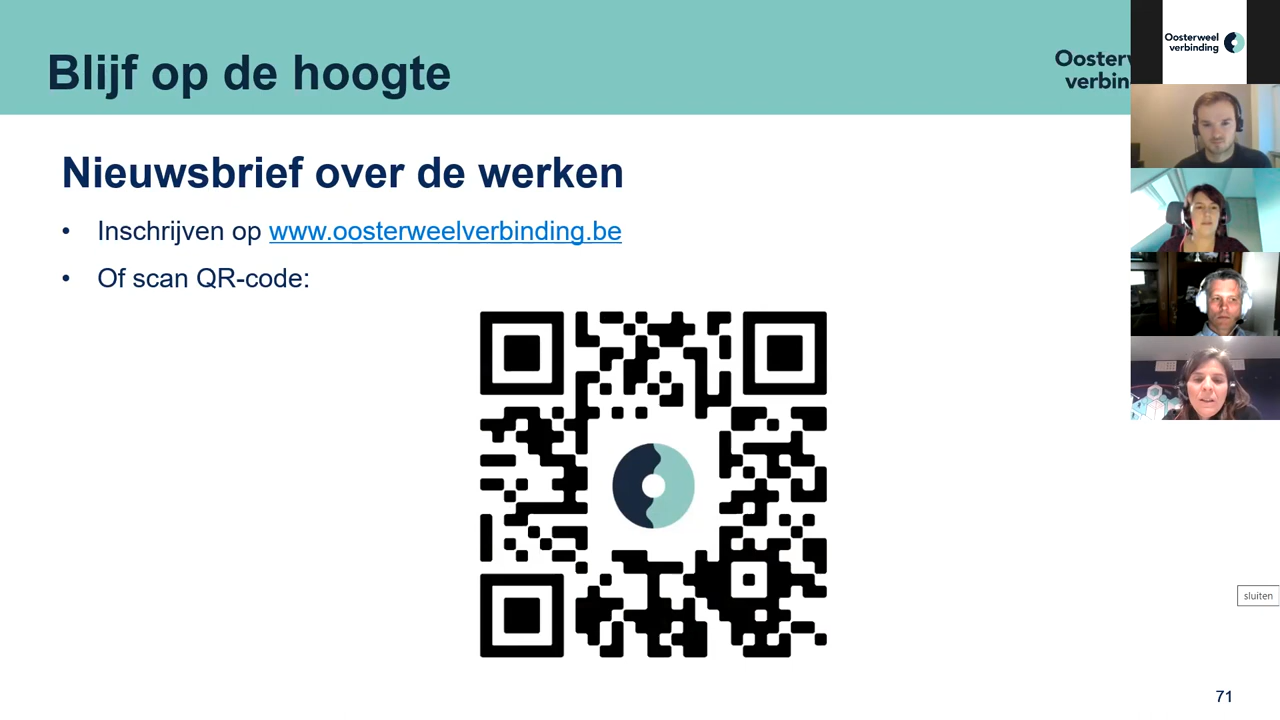 Blijf op de hoogte
Oosterweel
verbinding
Nieuwsbrief over de werken
• Inschrijven op www.oosterweelverbinding.be
• Of scan QR-code:
sluiten
71